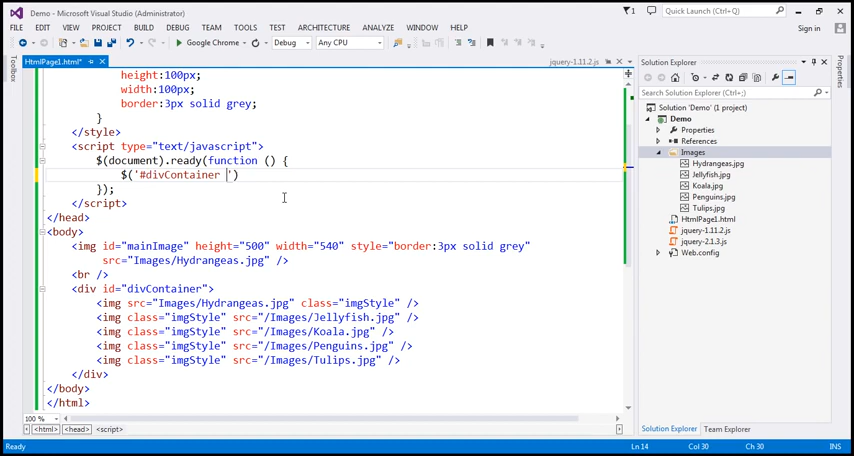 Demo - Microsoft Visual Studio (Administrator)
1
Quick Launch (Ctrl+Q)
FILE EDIT VIEW PROJECT BUILD DEBUG TEAM TOOLS TEST ARCHITECTURE ANALYZE WINDOW HELP
Sign in
Google Chrome Debug Any CPU
Toolbox
HtmlPage1.html*
jquery-1.11.2.js
height:100px;
width:100px;
border:3px solid grey;
}
</style>
<script type="text/javascript">
$(document).ready(function () {
$('#divContainer ')
});
</script>
</head>
<body>
<img id="mainImage" height="500" width="540" style="border:3px solid grey"
src="Images/Hydrangeas.jpg" />
<br />
<div id="divContainer">
<img src="Images/Hydrangeas.jpg" class="imgStyle" />
<img class="imgStyle" src="/Images/Jellyfish.jpg" />
<img class="imgStyle" src="/Images/Koala.jpg" />
<img class="imgStyle" src="/Images/Penguins.jpg" />
<img class="imgStyle" src="/Images/Tulips.jpg" />
</div>
</body>
</html>
100 %
<html> <head> <script>
Solution Explorer
Search Solution Explorer (Ctrl+;)
Solution 'Demo' (1 project)
Demo
Properties
References
Images
Hydrangeas.jpg
Jellyfish.jpg
Koala.jpg
Penguins.jpg
Tulips.jpg
HtmlPage1.html
jquery-1.11.2.js
jquery-2.1.3.js
Web.config
Solution Explorer Team Explorer
Properties
Ready Ln 14 Col 30 Ch 30 INS